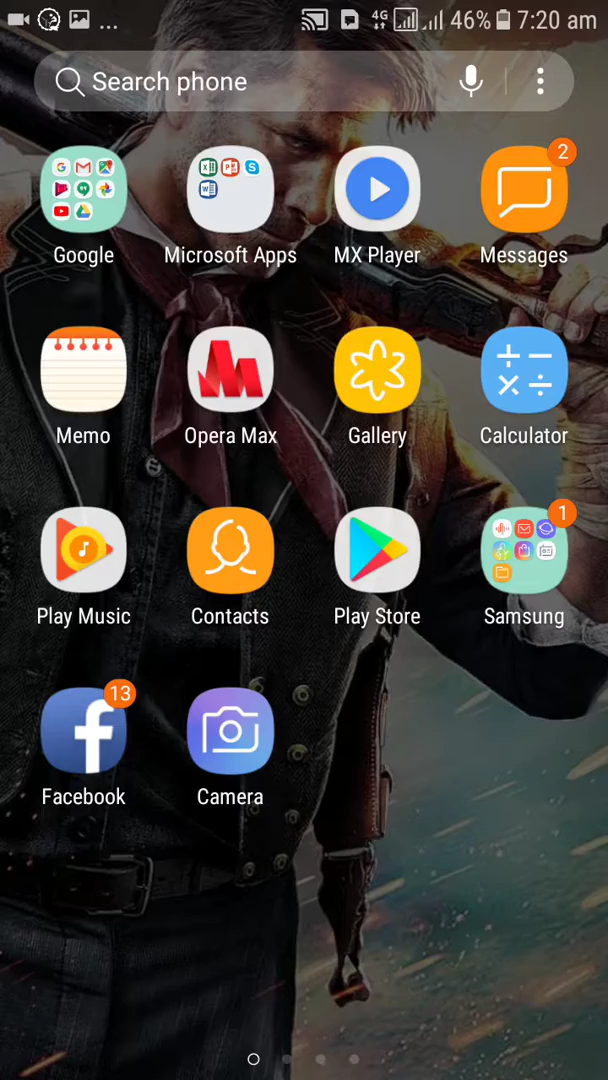 ... 4G 46% 7:20 am
Search phone
2
Google Microsoft Apps MX Player Messages
Memo Opera Max Gallery Calculator
1
Play Music Contacts Play Store Samsung
13
Facebook Camera